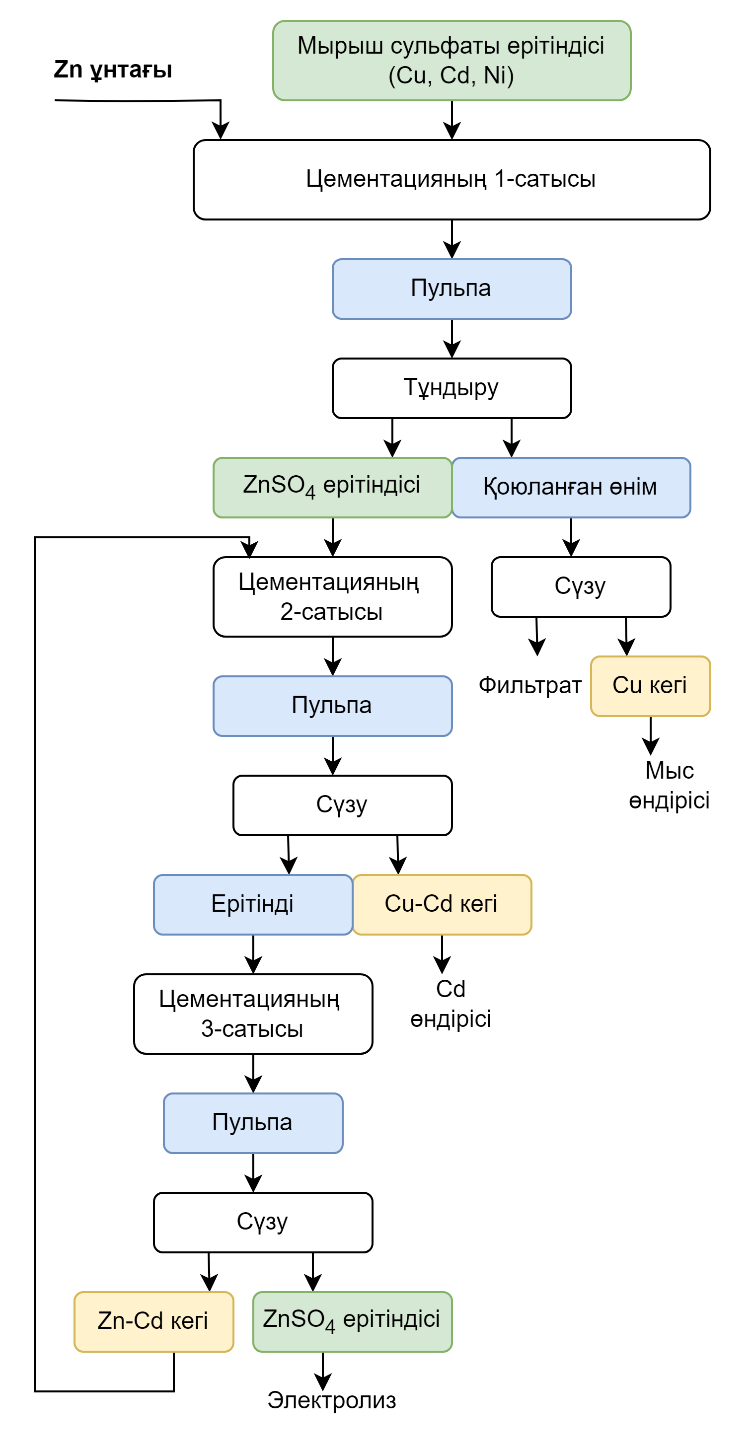 Zn ұнтағы
Мырыш сульфаты ерітіндісі
(Cu, Cd, Ni)
Цементацияның 1-сатысы
Пульпа
Тұндыру
ZnSO₄ ерітіндісі
Қоюланған өнім
Цементацияның
2-сатысы
Сүзу
Фильтрат
Cu кегі
Пульпа
Мыс
өндірісі
Сүзу
Ерітінді
Cu-Cd кегі
Цементацияның
3-сатысы
Cd
өндірісі
Пульпа
Сүзу
Zn-Cd кегі
ZnSO₄ ерітіндісі
Электролиз